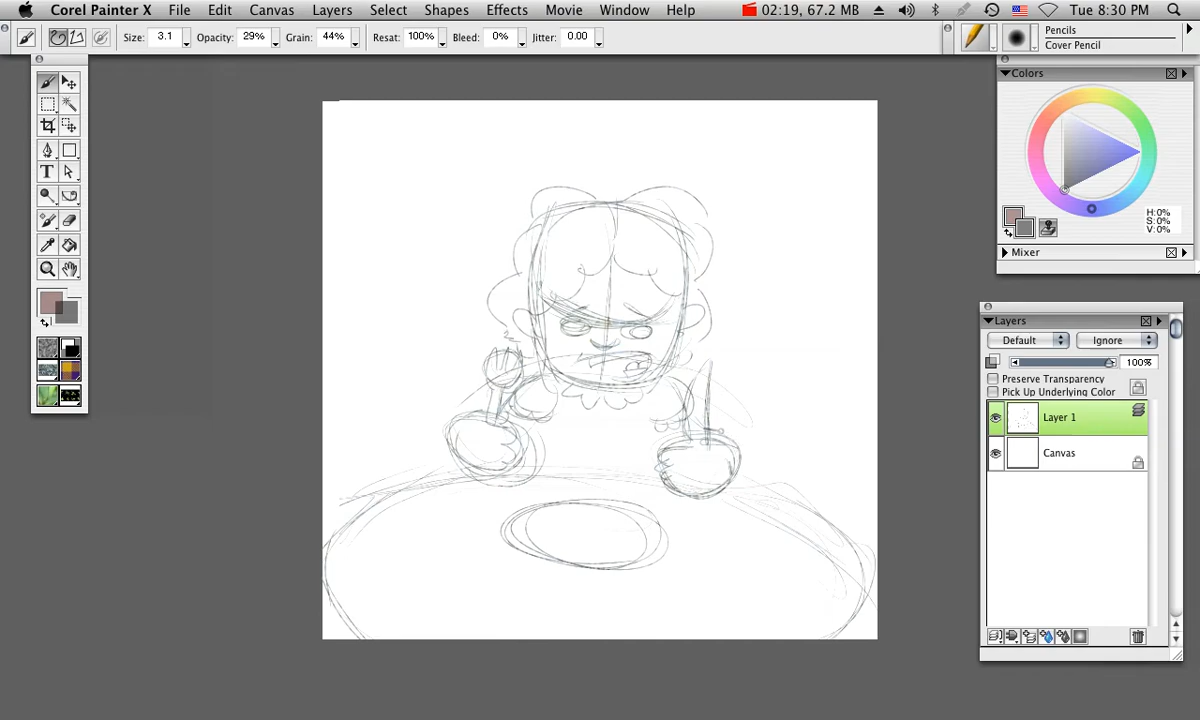 Corel Painter X File Edit Canvas Layers Select Shapes Effects Movie Window Help 02:19, 67.2 MB Tue 8:30 PM
Size: 3.1 Opacity: 29% Grain: 44% Resat: 100% Bleed: 0% Jitter: 0.00
Pencils
Cover Pencil
Colors
H:0%
S:0%
V:0%
Mixer
Layers
Default Ignore
100%
Preserve Transparency
Pick Up Underlying Color
Layer 1
Canvas
T